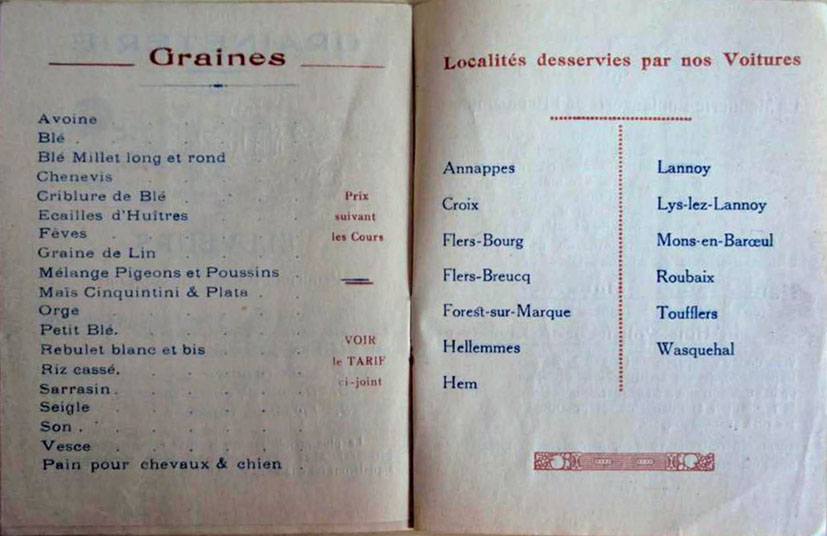 Graines
Avoine
Blé
Blé Millet long et rond
Chenevis
Criblure de Blé
Ecailles d'Huîtres
Fèves
Graine de Lin
Mélange Pigeons et Poussins
Maïs Cinquintini & Plata
Orge
Petit Blé.
Rebulet blanc et bis
Riz cassé.
Sarrasin
Seigle
Son
Vesce
Pain pour chevaux & chien
Prix
suivant
les Cours
VOIR
le TARIF
ci-joint
Localités desservies par nos Voitures
Annappes
Croix
Flers-Bourg
Flers-Breucq
Forest-sur-Marque
Hellemmes
Hem
Lannoy
Lys-lez-Lannoy
Mons-en-Barœul
Roubaix
Toufflers
Wasquehal